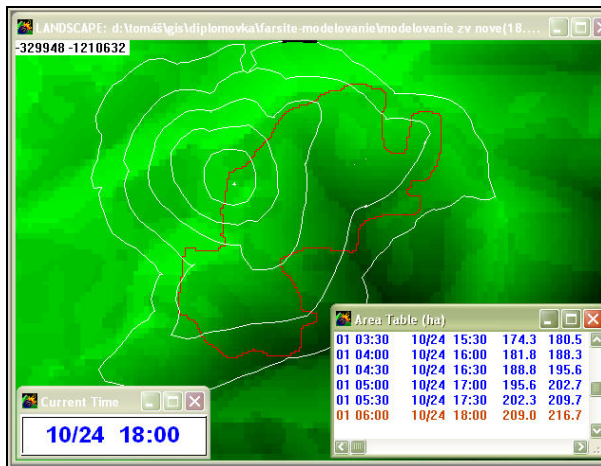 LANDSCAPE: d:\tomáš\gis\diplomovka\farsite-modelovanie\modelovanie zv nove(18....
-329948 -1210632
Area Table (ha)
01 03:30 10/24 15:30 174.3 180.5
01 04:00 10/24 16:00 181.8 188.3
01 04:30 10/24 16:30 188.8 195.6
01 05:00 10/24 17:00 195.6 202.7
01 05:30 10/24 17:30 202.3 209.7
01 06:00 10/24 18:00 209.0 216.7
Current Time
10/24 18:00